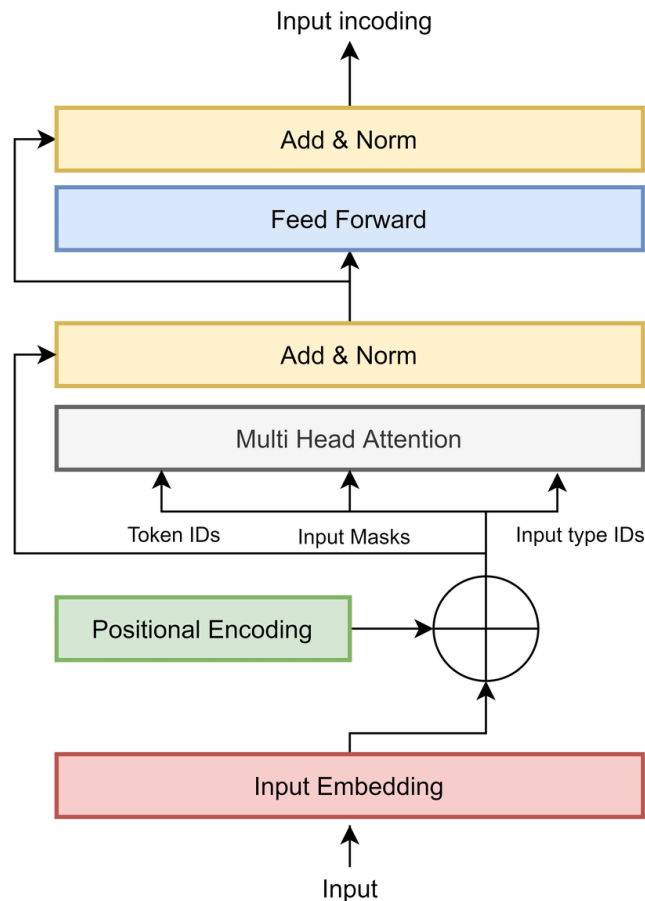 Input incoding
Add & Norm
Feed Forward
Add & Norm
Multi Head Attention
Token IDs
Input Masks
Input type IDs
Positional Encoding
Input Embedding
Input